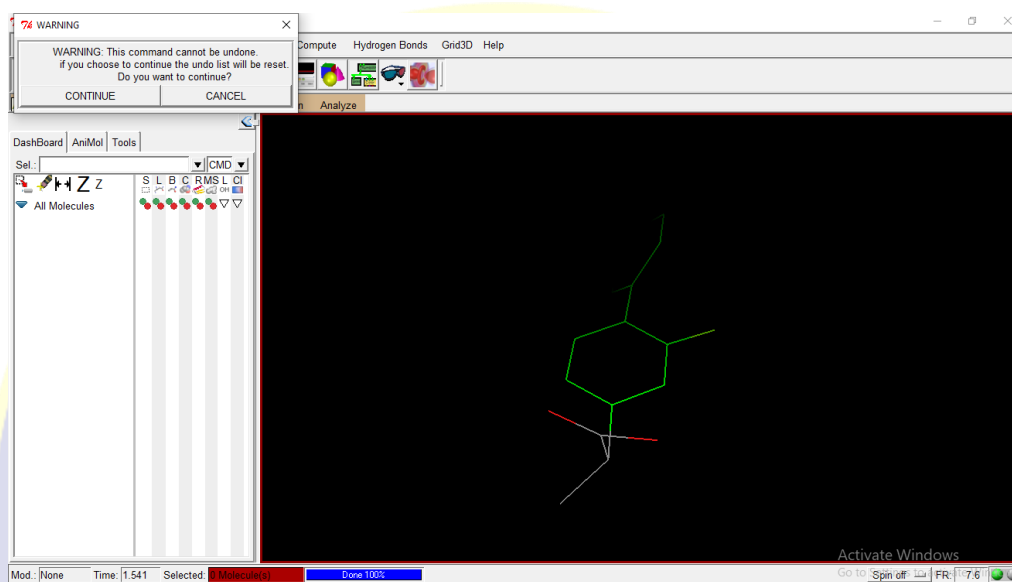 WARNING
WARNING: This command cannot be undone.
if you choose to continue the undo list will be reset.
Do you want to continue?
CONTINUE CANCEL
Compute Hydrogen Bonds Grid3D Help
Analyze
DashBoard AniMol Tools
Sel.: CMD
Z Z
S L B C R MS L Cl
All Molecules
Activate Windows
Mod.: None Time: 1.541 Selected: 0 Molecule(s) Done 100% Spin off FR: 7.6